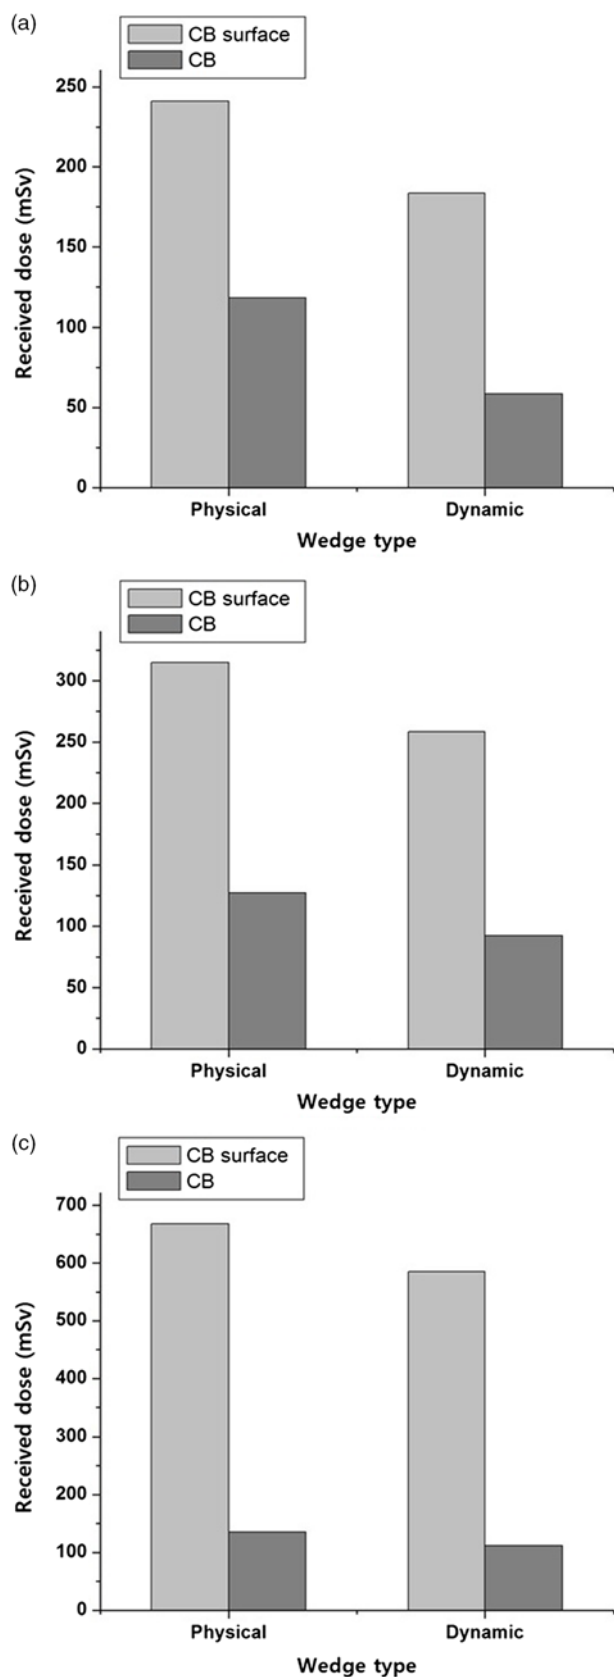 (a)
CB surface
CB
250
200
150
100
50
0
Received dose (mSv)
Physical Dynamic
Wedge type
(b)
CB surface
CB
300
250
200
150
100
50
0
Received dose (mSv)
Physical Dynamic
Wedge type
(c)
CB surface
CB
700
600
500
400
300
200
100
0
Received dose (mSv)
Physical Dynamic
Wedge type